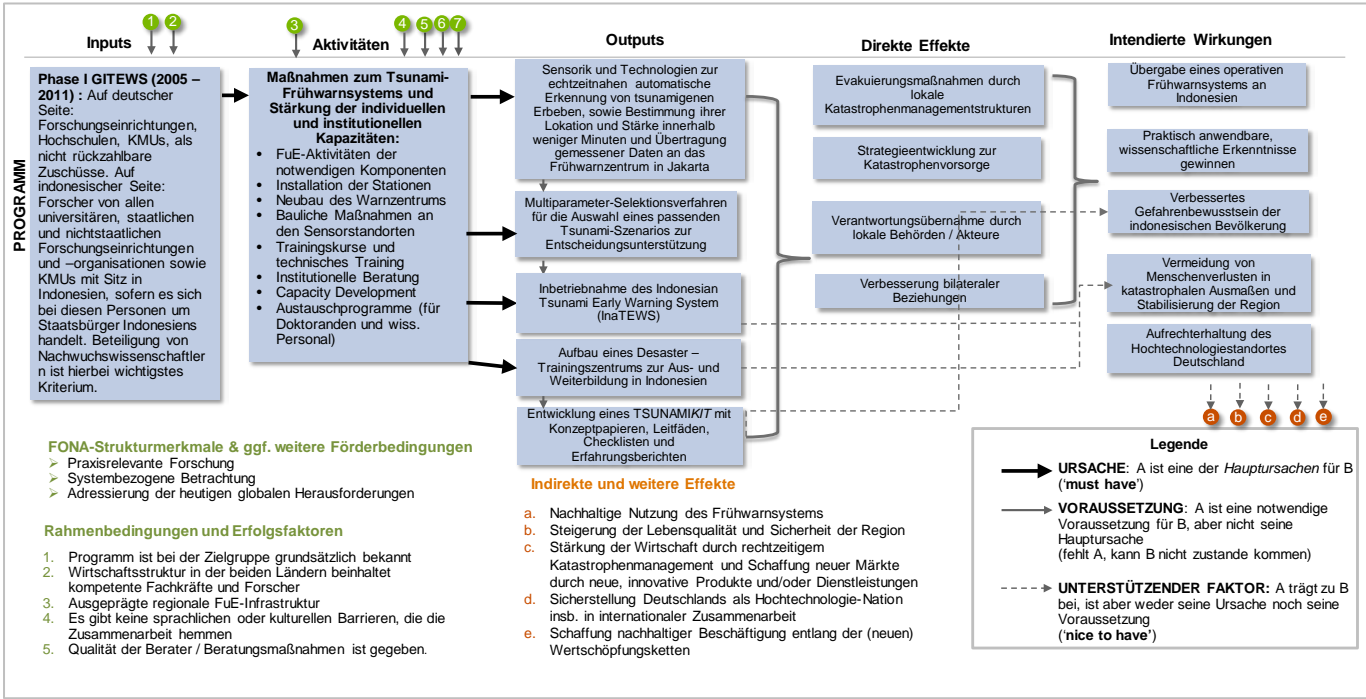 1
2
3
4
5
6
7
Inputs
Aktivitäten
Outputs
Direkte Effekte
Intendierte Wirkungen
PROGRAMM
Phase I GITEWS (2005 –
2011) : Auf deutscher
Seite:
Forschungseinrichtungen,
Hochschulen, KMUs, als
nicht rückzahlbare
Zuschüsse. Auf
indonesischer Seite:
Forscher von allen
universitären, staatlichen
und nichtstaatlichen
Forschungseinrichtungen
und –organisationen sowie
KMUs mit Sitz in
Indonesien, sofern es sich
bei diesen Personen um
Staatsbürger Indonesiens
handelt. Beteiligung von
Nachwuchswissenschaftler
n ist hierbei wichtigstes
Kriterium.
Maßnahmen zum Tsunami-
Frühwarnsystems und
Stärkung der individuellen
und institutionellen
Kapazitäten:
• FuE-Aktivitäten der
notwendigen Komponenten
• Installation der Stationen
• Neubau des Warnzentrums
• Bauliche Maßnahmen an
den Sensorstandorten
• Trainingskurse und
technisches Training
• Institutionelle Beratung
• Capacity Development
• Austauschprogramme (für
Doktoranden und wiss.
Personal)
Sensorik und Technologien zur
echtzeitnahen automatische
Erkennung von tsunamigenen
Erbeben, sowie Bestimmung ihrer
Lokation und Stärke innerhalb
weniger Minuten und Übertragung
gemessener Daten an das
Frühwarnzentrum in Jakarta
Multiparameter-Selektionsverfahren
für die Auswahl eines passenden
Tsunami-Szenarios zur
Entscheidungsunterstützung
Inbetriebnahme des Indonesian
Tsunami Early Warning System
(InaTEWS)
Aufbau eines Desaster –
Trainingszentrums zur Aus- und
Weiterbildung in Indonesien
Entwicklung eines TSUNAMIKIT mit
Konzeptpapieren, Leitfäden,
Checklisten und
Erfahrungsberichten
Evakuierungsmaßnahmen durch
lokale
Katastrophenmanagementstrukturen
Strategieentwicklung zur
Katastrophenvorsorge
Verantwortungsübernahme durch
lokale Behörden / Akteure
Verbesserung bilateraler
Beziehungen
Übergabe eines operativen
Frühwarnsystems an
Indonesien
Praktisch anwendbare,
wissenschaftliche Erkenntnisse
gewinnen
Verbessertes
Gefahrenbewusstsein der
indonesischen Bevölkerung
Vermeidung von
Menschenverlusten in
katastrophalen Ausmaßen und
Stabilisierung der Region
Aufrechterhaltung des
Hochtechnologiestandortes
Deutschland
a
b
c
d
e
FONA-Strukturmerkmale & ggf. weitere Förderbedingungen
➢ Praxisrelevante Forschung
➢ Systembezogene Betrachtung
➢ Adressierung der heutigen globalen Herausforderungen
Rahmenbedingungen und Erfolgsfaktoren
1. Programm ist bei der Zielgruppe grundsätzlich bekannt
2. Wirtschaftsstruktur in der beiden Ländern beinhaltet
kompetente Fachkräfte und Forscher
3. Ausgeprägte regionale FuE-Infrastruktur
4. Es gibt keine sprachlichen oder kulturellen Barrieren, die die
Zusammenarbeit hemmen
5. Qualität der Berater / Beratungsmaßnahmen ist gegeben.
Indirekte und weitere Effekte
a. Nachhaltige Nutzung des Frühwarnsystems
b. Steigerung der Lebensqualität und Sicherheit der Region
c. Stärkung der Wirtschaft durch rechtzeitigem
Katastrophenmanagement und Schaffung neuer Märkte
durch neue, innovative Produkte und/oder Dienstleistungen
d. Sicherstellung Deutschlands als Hochtechnologie-Nation
insb. in internationaler Zusammenarbeit
e. Schaffung nachhaltiger Beschäftigung entlang der (neuen)
Wertschöpfungsketten
Legende
URSACHE: A ist eine der Hauptursachen für B
(‘must have’)
VORAUSSETZUNG: A ist eine notwendige
Voraussetzung für B, aber nicht seine
Hauptursache
(fehlt A, kann B nicht zustande kommen)
UNTERSTÜTZENDER FAKTOR: A trägt zu B
bei, ist aber weder seine Ursache noch seine
Voraussetzung
(‘nice to have’)